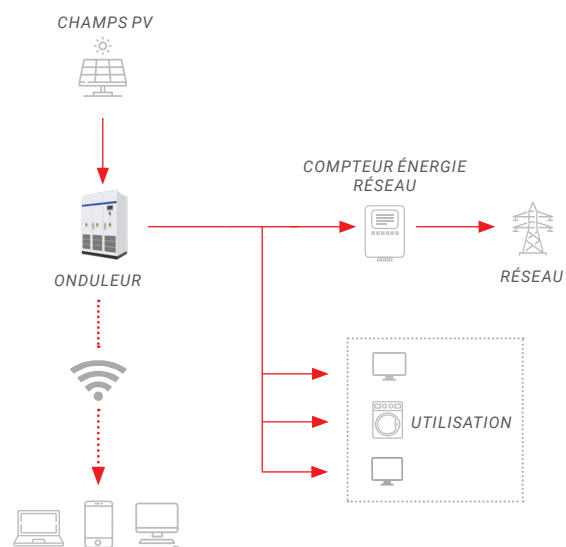 CHAMPS PV
COMPTEUR ÉNERGIE
RÉSEAU
ONDULEUR
RÉSEAU
UTILISATION